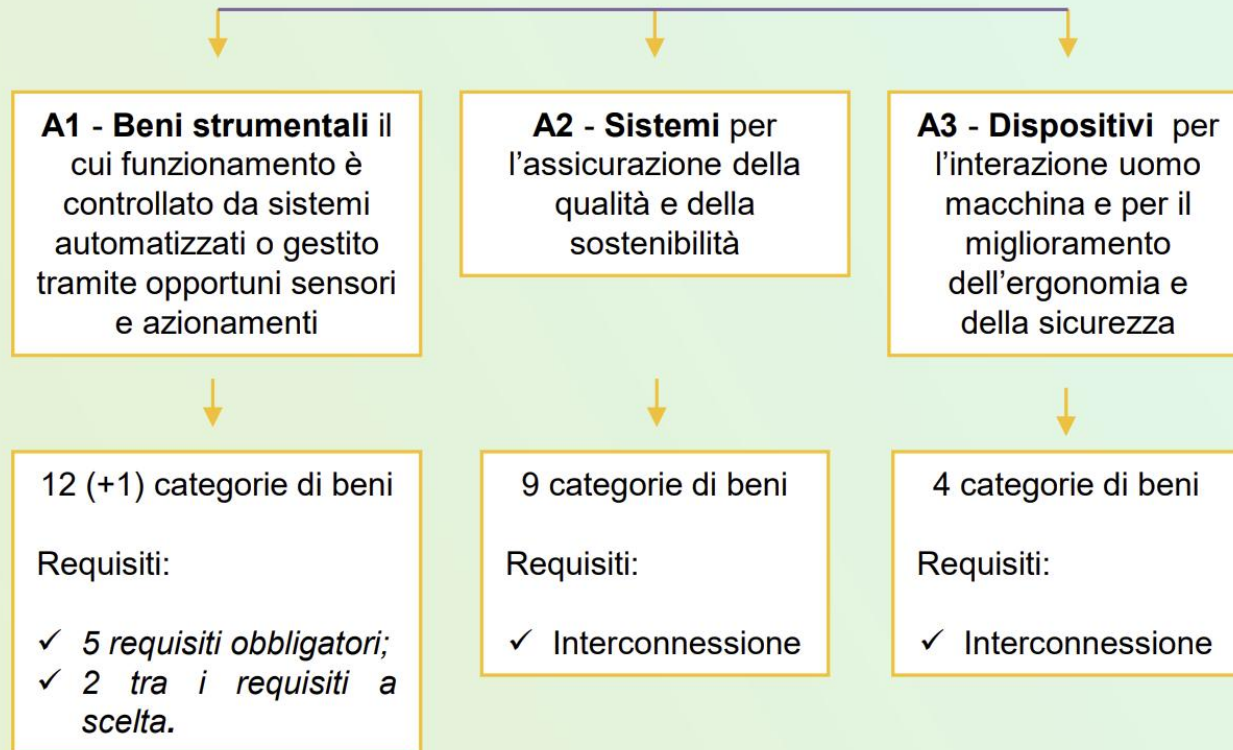 A1 - Beni strumentali il
cui funzionamento è
controllato da sistemi
automatizzati o gestito
tramite opportuni sensori
e azionamenti
A2 - Sistemi per
l'assicurazione della
qualità e della
sostenibilità
A3 - Dispositivi per
l'interazione uomo
macchina e per il
miglioramento
dell'ergonomia e
della sicurezza
12 (+1) categorie di beni
Requisiti:
✓ 5 requisiti obbligatori;
✓ 2 tra i requisiti a
scelta.
9 categorie di beni
Requisiti:
✓ Interconnessione
4 categorie di beni
Requisiti:
✓ Interconnessione